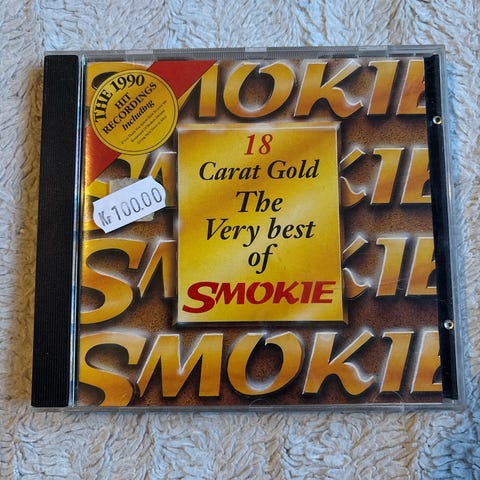 THE 1990
HIT
RECORDINGS
Including
Kr 100.00
18
Carat Gold
The
Very best
of
SMOKIE
SMOKIE
SMOKIE
SMOKIE
SMOKIE